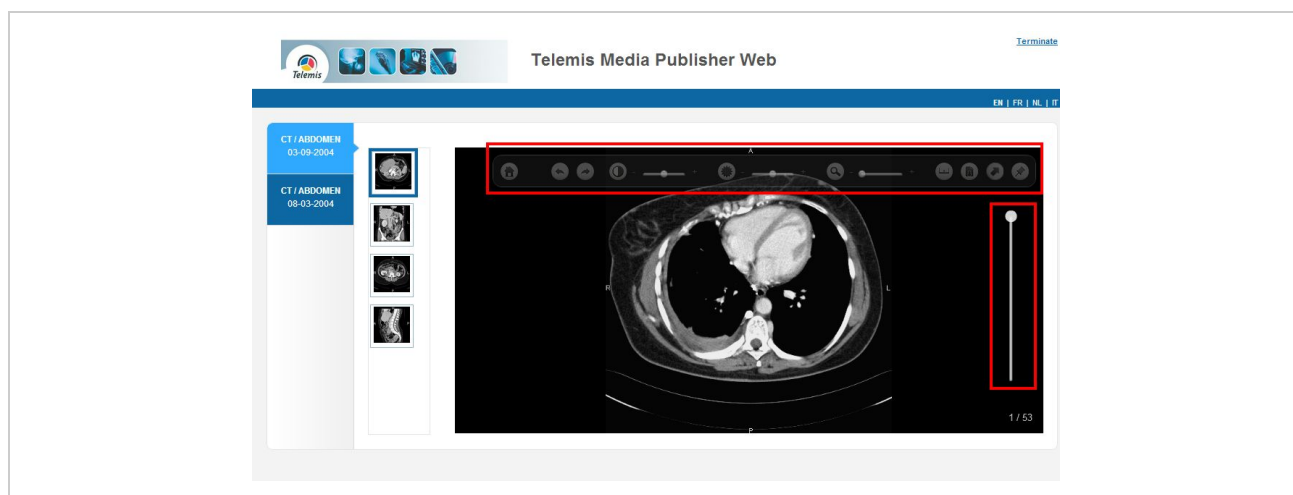 Terminate
Telemis
Telemis Media Publisher Web
EN | FR | NL | IT
CT / ABDOMEN
03-09-2004
CT / ABDOMEN
08-03-2004
A
R
L
1 / 53
P